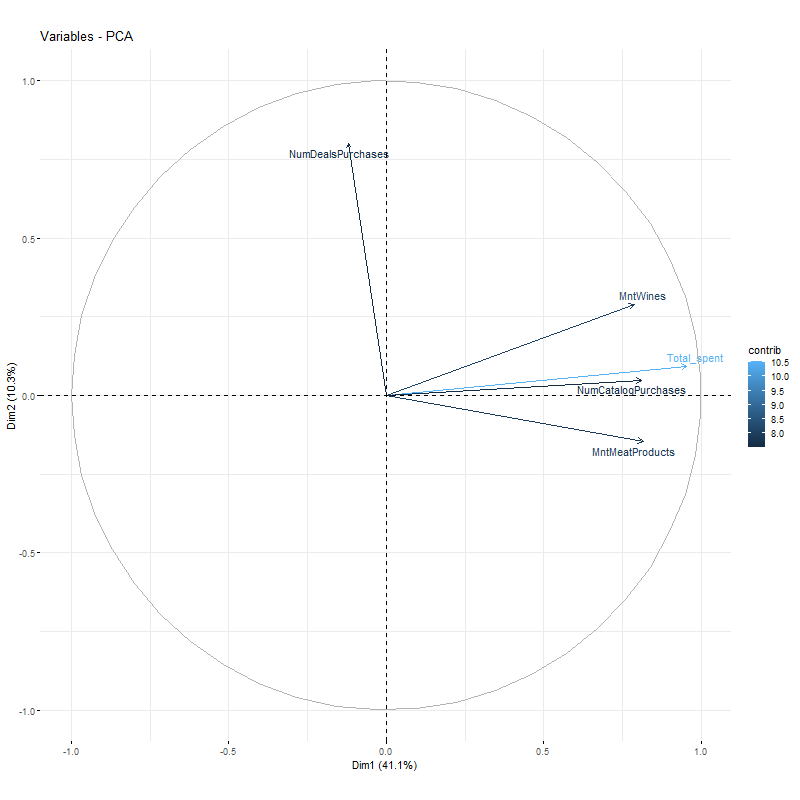 Variables - PCA
1.0
NumDealsPurchases
0.5
MntWines
Total_spent
NumCatalogPurchases
0.0
MntMeatProducts
-0.5
-1.0
Dim2 (10.3%)
-1.0 -0.5 0.0 0.5 1.0
Dim1 (41.1%)
contrib
10.5
10.0
9.5
9.0
8.5
8.0